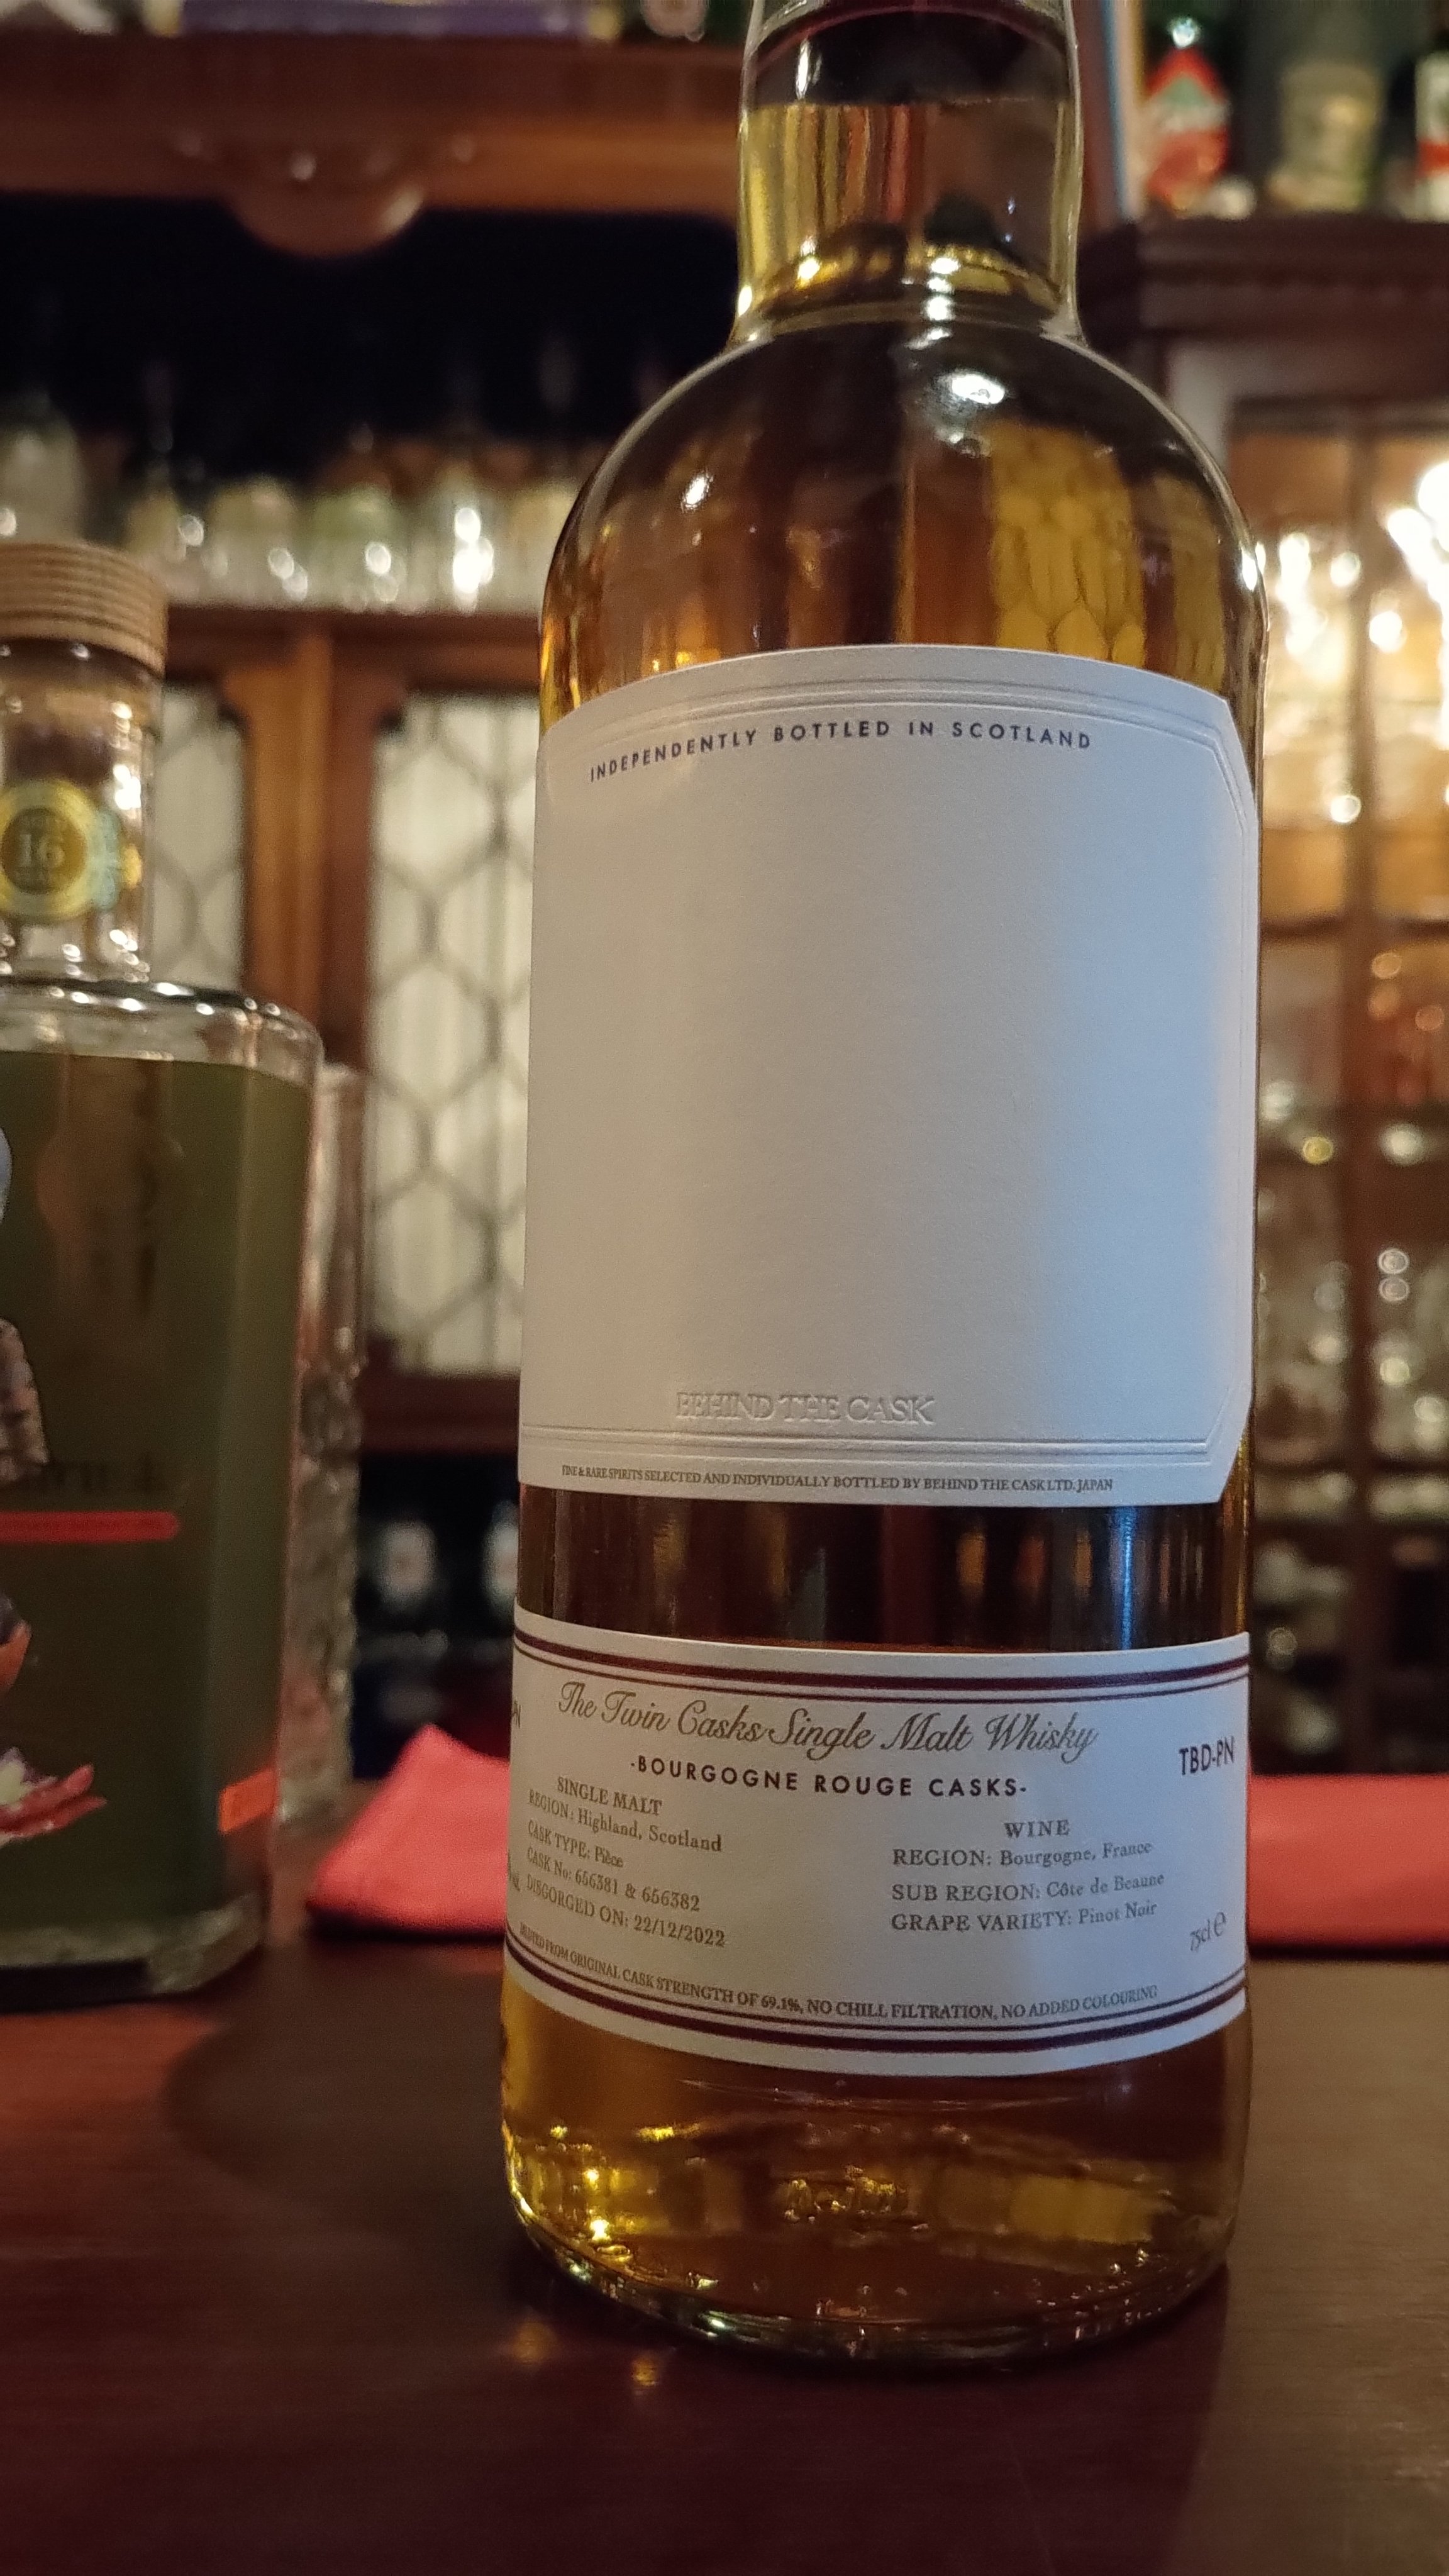 INDEPENDENTLY BOTTLED IN SCOTLAND
16
BEHIND THE CASK
FINE & RARE SPIRITS SELECTED AND INDIVIDUALLY BOTTLED BY BEHIND THE CASK LTD. JAPAN
The Twin Casks Single Malt Whisky
-BOURGOGNE ROUGE CASKS-
TBD-PN
SINGLE MALT
REGION: Highland, Scotland
CASK TYPE: Pièce
CASK No: 656381 & 656382
DISGORGED ON: 22/12/2022
WINE
REGION: Bourgogne, France
SUB REGION: Côte de Beaune
GRAPE VARIETY: Pinot Noir
75cl e
FROM ORIGINAL CASK STRENGTH OF 69.1%, NO CHILL FILTRATION, NO ADDED COLOURING